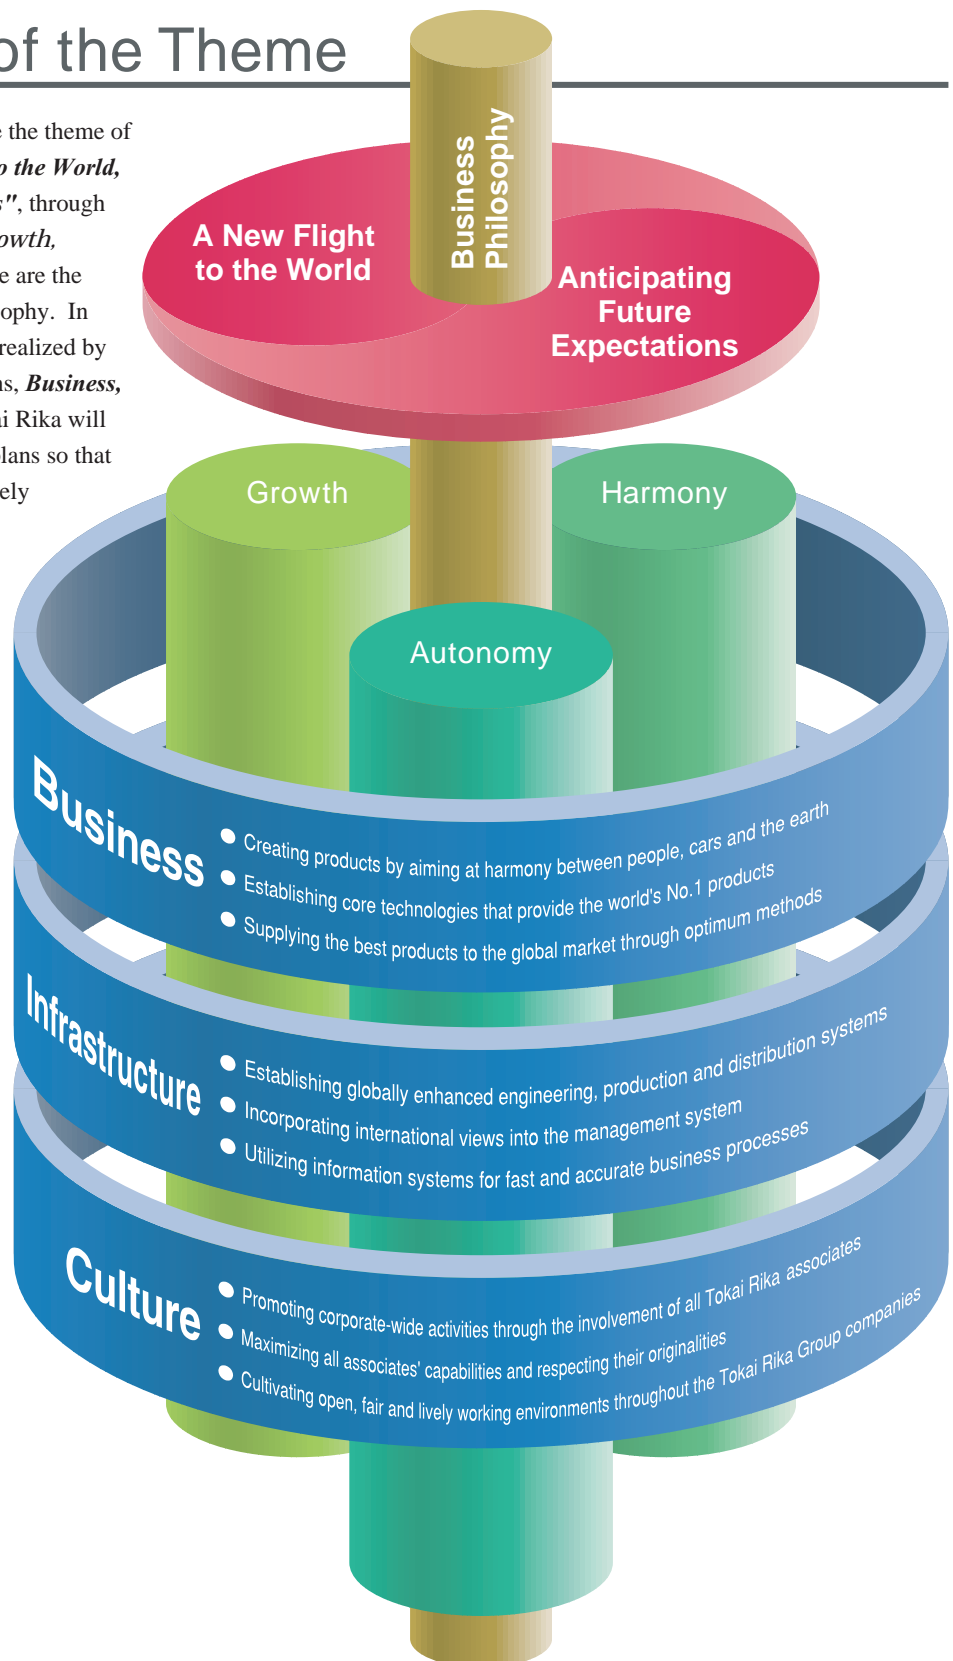 of the Theme
e the theme of
o the World,
s", through
owth,
e are the
ophy. In
realized by
ns, Business,
ai Rika will
plans so that
ely
Business
Philosophy
A New Flight
to the World
Anticipating
Future
Expectations
Growth
Harmony
Autonomy
Business
● Creating products by aiming at harmony between people, cars and the earth
● Establishing core technologies that provide the world's No.1 products
● Supplying the best products to the global market through optimum methods
Infrastructure
● Establishing globally enhanced engineering, production and distribution systems
● Incorporating international views into the management system
● Utilizing information systems for fast and accurate business processes
Culture
● Promoting corporate-wide activities through the involvement of all Tokai Rika associates
● Maximizing all associates' capabilities and respecting their originalities
● Cultivating open, fair and lively working environments throughout the Tokai Rika Group companies